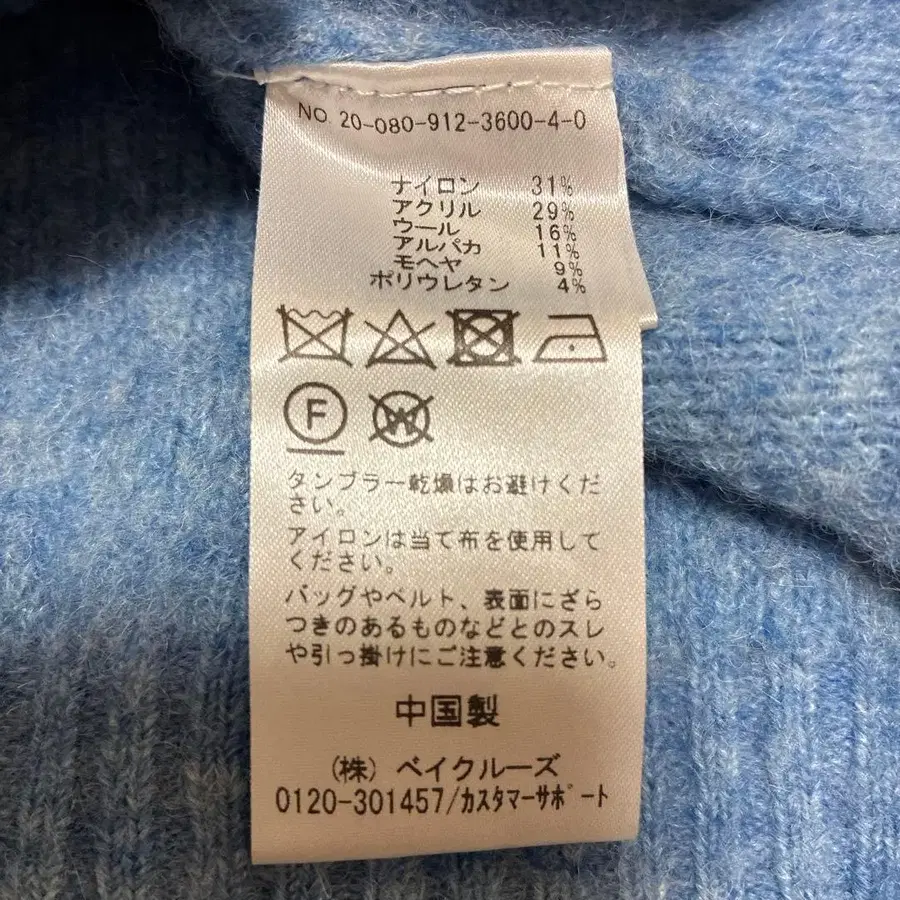 NO. 20-080-912-3600-4-0
ナイロン 31%
アクリル 29%
ウール 16%
アルパカ 11%
モヘヤ 9%
ポリウレタン 4%
F W
タンブラー乾燥はお避けくだ
さい。
アイロンは当て布を使用して
ください。
バッグやベルト、表面にざら
つきのあるものなどとのスレ
や引っ掛けにご注意ください。
中国製
(株) ベイクルーズ
0120-301457/カスタマーサポート